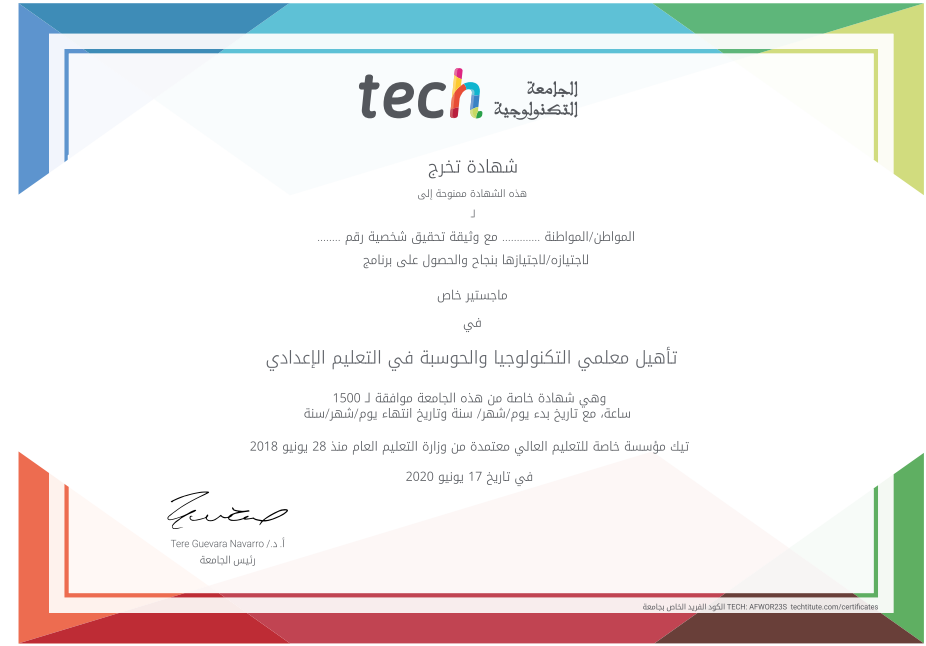 tech الجامعة
التكنولوجية
شهادة تخرج
هذه الشهادة ممنوحة إلى
لـ
المواطن/المواطنة ............ مع وثيقة تحقيق شخصية رقم ........
لاجتيازه/لاجتيازها بنجاح والحصول على برنامج
ماجستير خاص
في
تأهيل معلمي التكنولوجيا والحوسبة في التعليم الإعدادي
وهي شهادة خاصة من هذه الجامعة موافقة لـ 1500
ساعة، مع تاريخ بدء يوم/شهر/ سنة وتاريخ انتهاء يوم/شهر/سنة
تيك مؤسسة خاصة للتعليم العالي معتمدة من وزارة التعليم العام منذ 28 يونيو 2018
في تاريخ 17 يونيو 2020
أ. د./ Tere Guevara Navarro
رئيس الجامعة
الكود الفريد الخاص بجامعة TECH: AFWOR23S techtitute.com/certificates